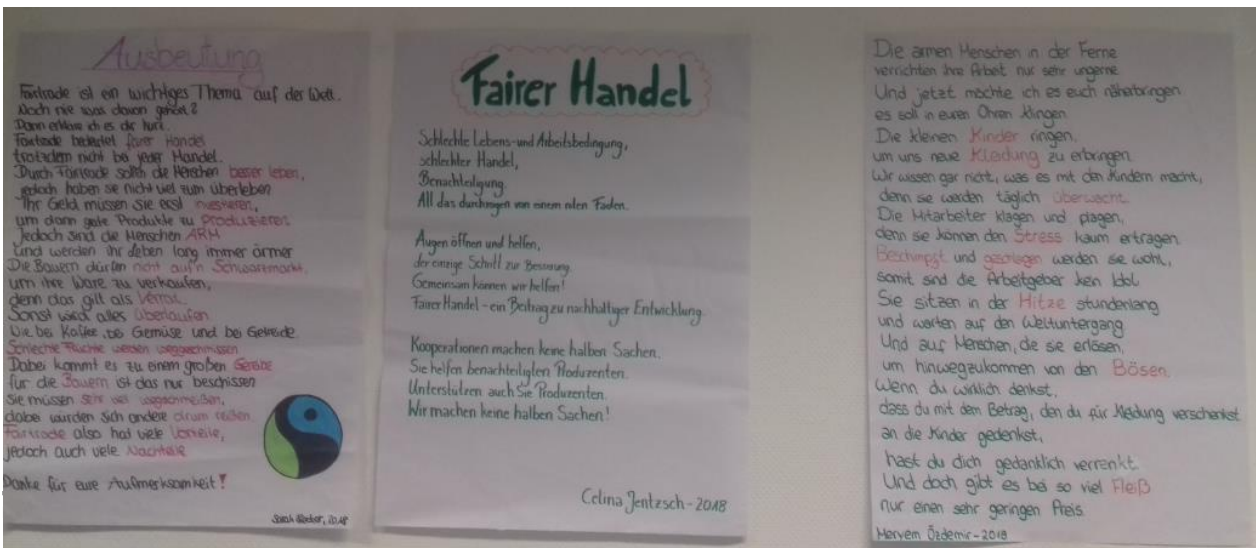 Ausbeutung
Fairtrade ist ein wichtiges Thema auf der Welt.
Noch nie was davon gehört?
Dann erkläre ich es dir kurz.
Fairtrade bedeutet fairer Handel
trotzdem nicht bei jeder Handel.
Durch Fairtrade sollen die Menschen besser leben,
jedoch haben sie nicht viel zum überleben
Ihr Geld müssen sie erst investieren,
um dann gute Produkte zu produzieren.
Jedoch sind die Menschen ARM
und werden ihr Leben lang immer ärmer
Die Bauern dürfen nicht auf'n Schwarzmarkt,
um ihre Ware zu verkaufen,
denn das gilt als Verrat.
Sonst wird alles überlaufen
Wie bei Kaffee, bei Gemüse und bei Getreide.
Schlechte Früchte werden weggeschmissen
Dabei kommt es zu einem großen
für die Bauern ist das nur beschissen
Sie müssen sehr viel wegschmeißen,
dabei würden sich andere drum reißen.
Fairtrade also hat viele Vorteile,
jedoch auch viele Nachteile
Danke für eure Aufmerksamkeit!
Sarah 2018
Fairer Handel
Schlechte Lebens-und Arbeitsbedingung,
schlechter Handel,
Benachteiligung.
All das durchzogen von einem roten Faden.
Augen öffnen und helfen,
der einzige Schritt zur Besserung.
Gemeinsam können wir helfen!
Fairer Handel - ein Beitrag zu nachhaltiger Entwicklung.
Kooperationen machen keine halben Sachen.
Sie helfen benachteiligten Produzenten.
Unterstützen auch Sie Produzenten.
Wir machen keine halben Sachen!
Celina Jentzsch - 2018
Die armen Menschen in der Ferne
verrichten ihre Arbeit nur sehr ungerne
Und jetzt möchte ich es euch näherbringen
es soll in euren Ohren klingen
Die kleinen Kinder ringen.
um uns neue Kleidung zu erbringen.
Wir wissen gar nicht, was es mit den Kindern macht,
denn sie werden täglich überwacht.
Die Mitarbeiter klagen und plagen,
denn sie können den Stress kaum ertragen
Beschimpft und geschlagen werden sie wohl,
somit sind die Arbeitgeber kein Idol
Sie sitzen in der Hitze stundenlang
und warten auf den Weltuntergang
Und auf Menschen, die sie erlösen,
um hinwegzukommen von den Bösen.
Wenn du wirklich denkst,
dass du mit dem Betrag, den du für Kleidung verschenkst
an die Kinder gedenkst,
hast du dich gedanklich verrenkt.
Und doch gibt es bei so viel Fleiß
nur einen sehr geringen Preis.
Meryem Özdemir - 2018